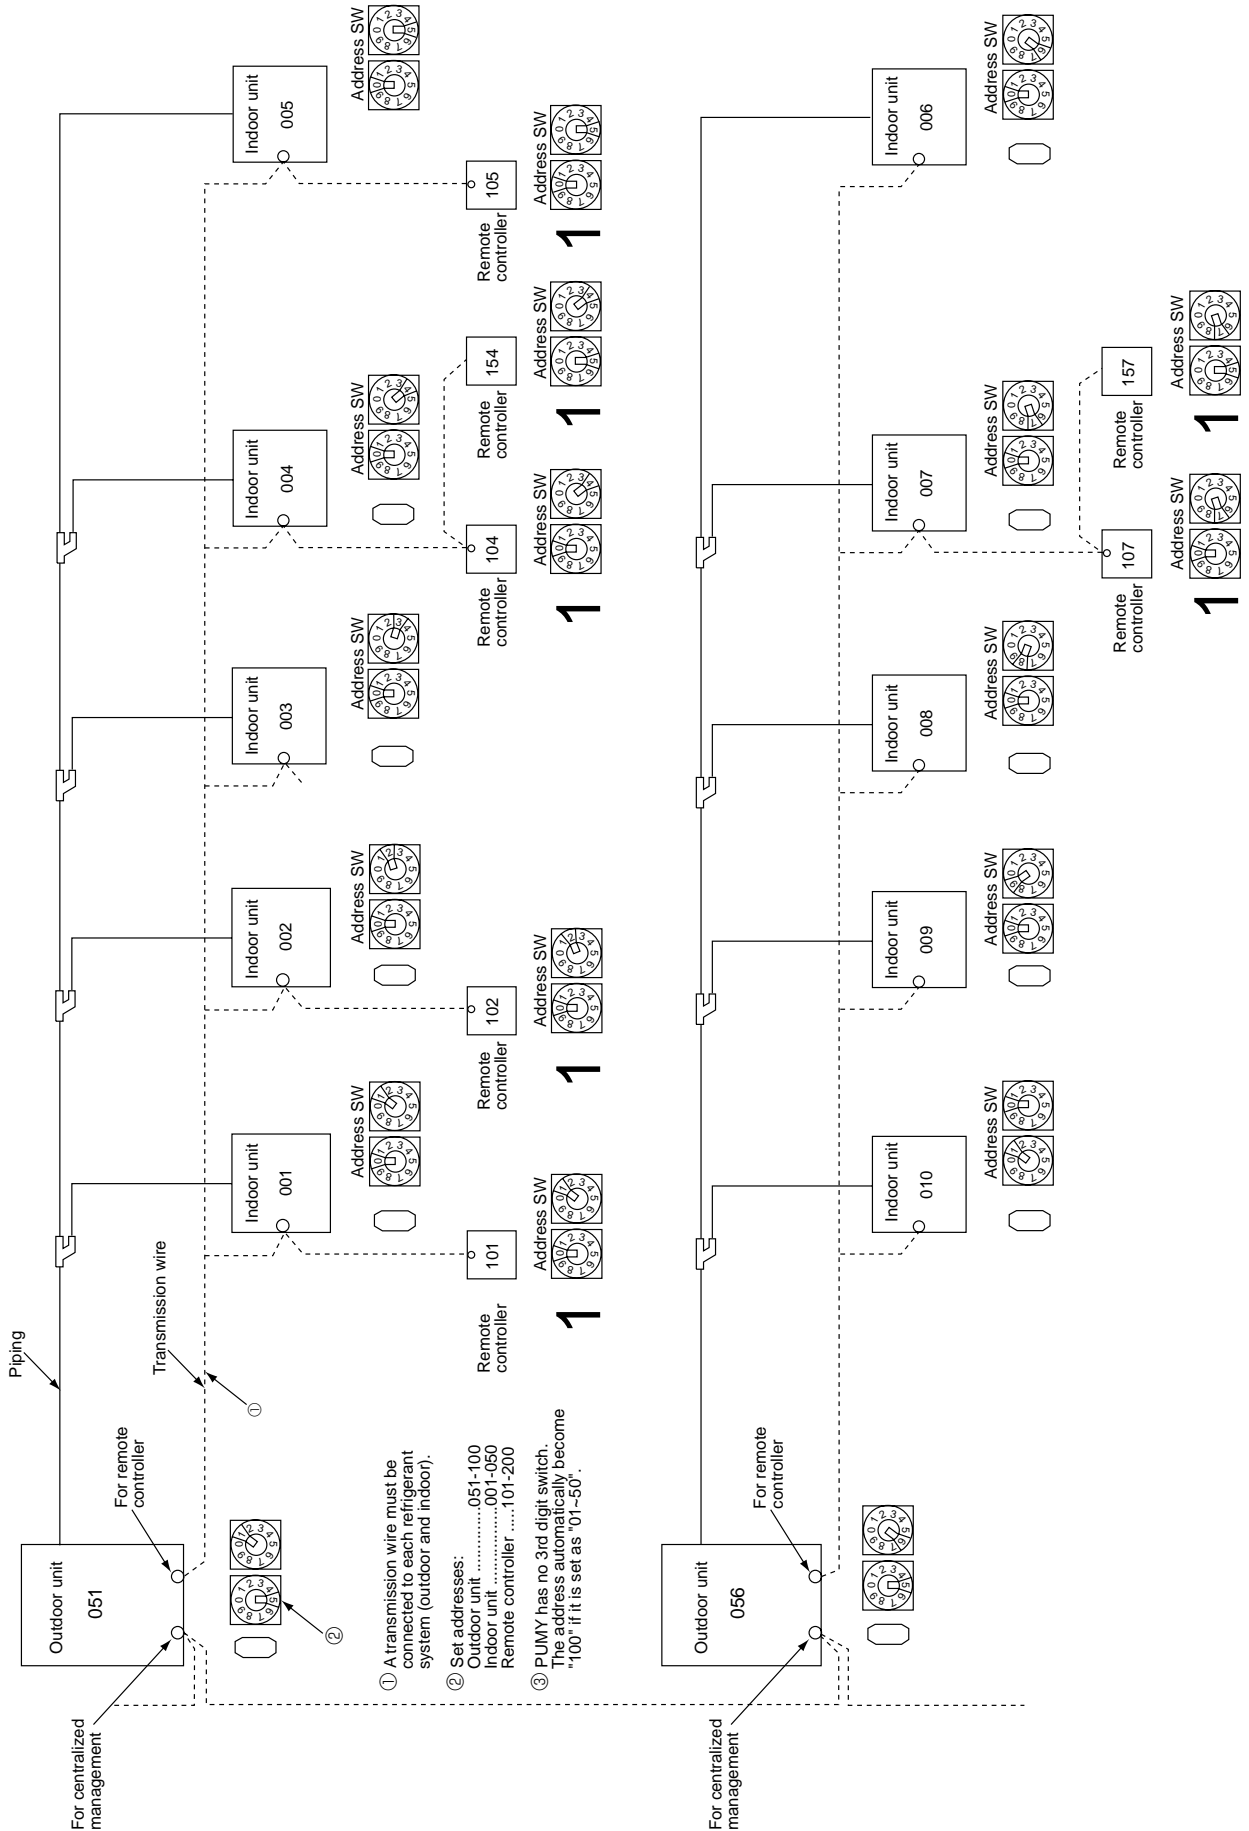 Piping
Transmission wire
①
For remote
controller
Outdoor unit
051
For centralized
management
②
Indoor unit
001
Address SW
Indoor unit
002
Address SW
Indoor unit
003
Address SW
Indoor unit
004
Address SW
Indoor unit
005
Address SW
101
Remote
controller
Address SW
1
102
Remote
controller
Address SW
1
104
Remote
controller
Address SW
1
154
Remote
controller
Address SW
1
105
Remote
controller
Address SW
1
① A transmission wire must be
connected to each refrigerant
system (outdoor and indoor).
② Set addresses:
Outdoor unit ................051-100
Indoor unit ..................001-050
Remote controller .....101-200
③ PUMY has no 3rd digit switch.
The address automatically become
"100" if it is set as "01~50".
For remote
controller
Outdoor unit
056
For centralized
management
Indoor unit
010
Address SW
Indoor unit
009
Address SW
Indoor unit
008
Address SW
Indoor unit
007
Address SW
Indoor unit
006
Address SW
107
Remote
controller
Address SW
1
157
Remote
controller
Address SW
1